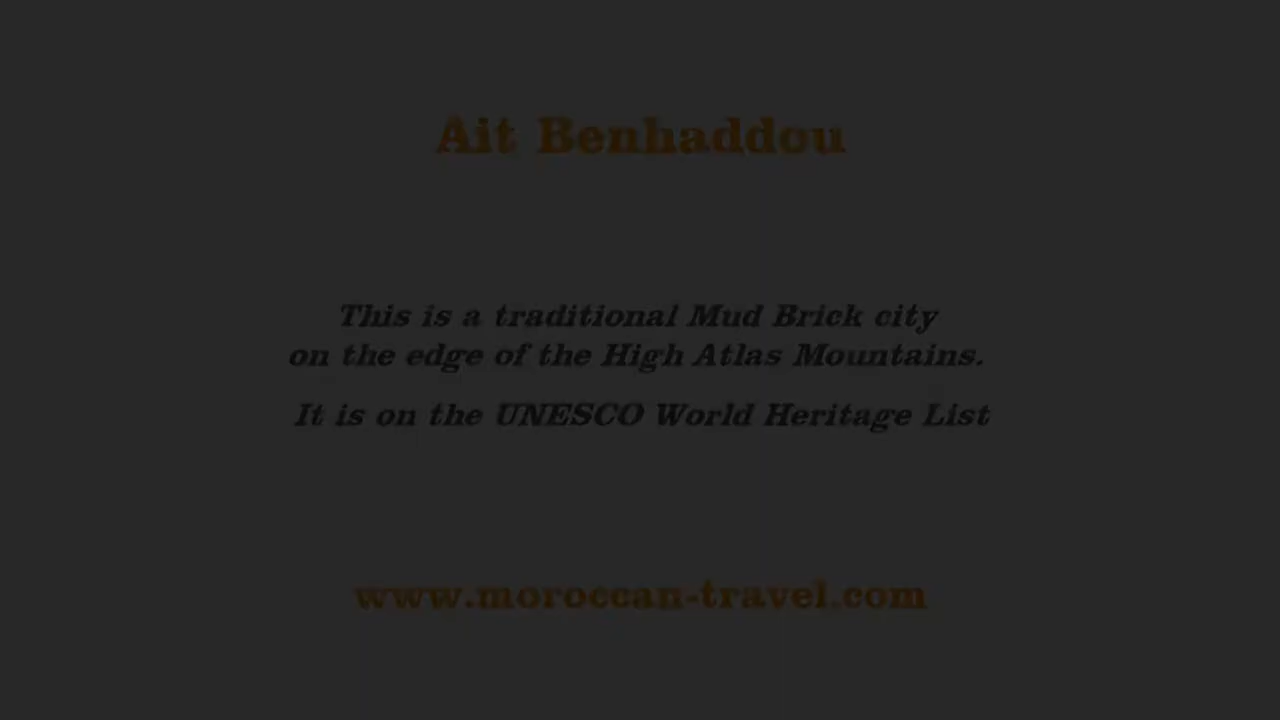 Ait Benhaddou
This is a traditional Mud Brick city
on the edge of the High Atlas Mountains.
It is on the UNESCO World Heritage List
www.moroccan-travel.com